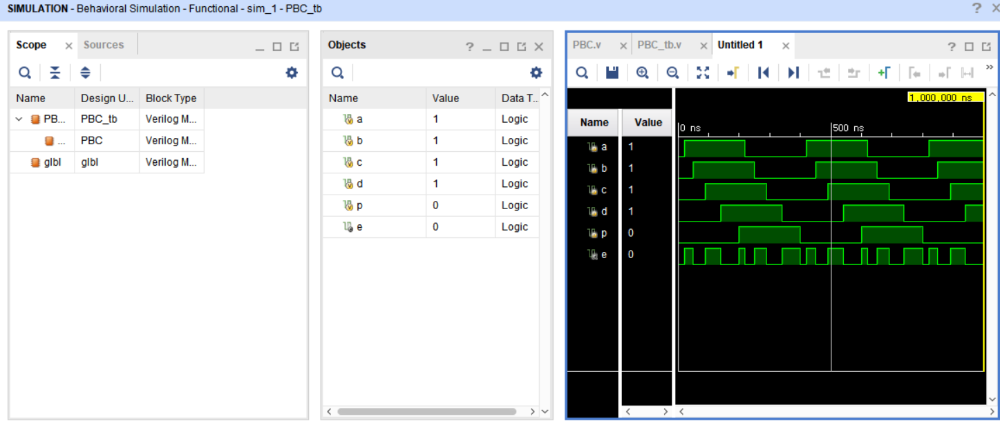 SIMULATION - Behavioral Simulation - Functional - sim_1 - PBC_tb
Scope Sources
Name Design U... Block Type
PB... PBC_tb Verilog M...
... PBC Verilog M...
glbl glbl Verilog M...
Objects
Name Value Data T...
a 1 Logic
b 1 Logic
c 1 Logic
d 1 Logic
p 0 Logic
e 0 Logic
PBC.v PBC_tb.v Untitled 1
1,000,000 ns
Name Value
0 ns 500 ns
a 1
b 1
c 1
d 1
p 0
e 0